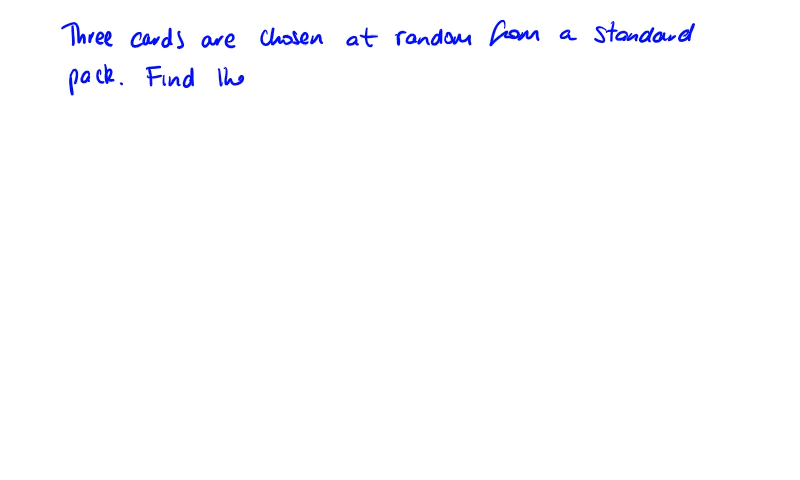 Three cards are chosen at random from a standard
pack. Find the